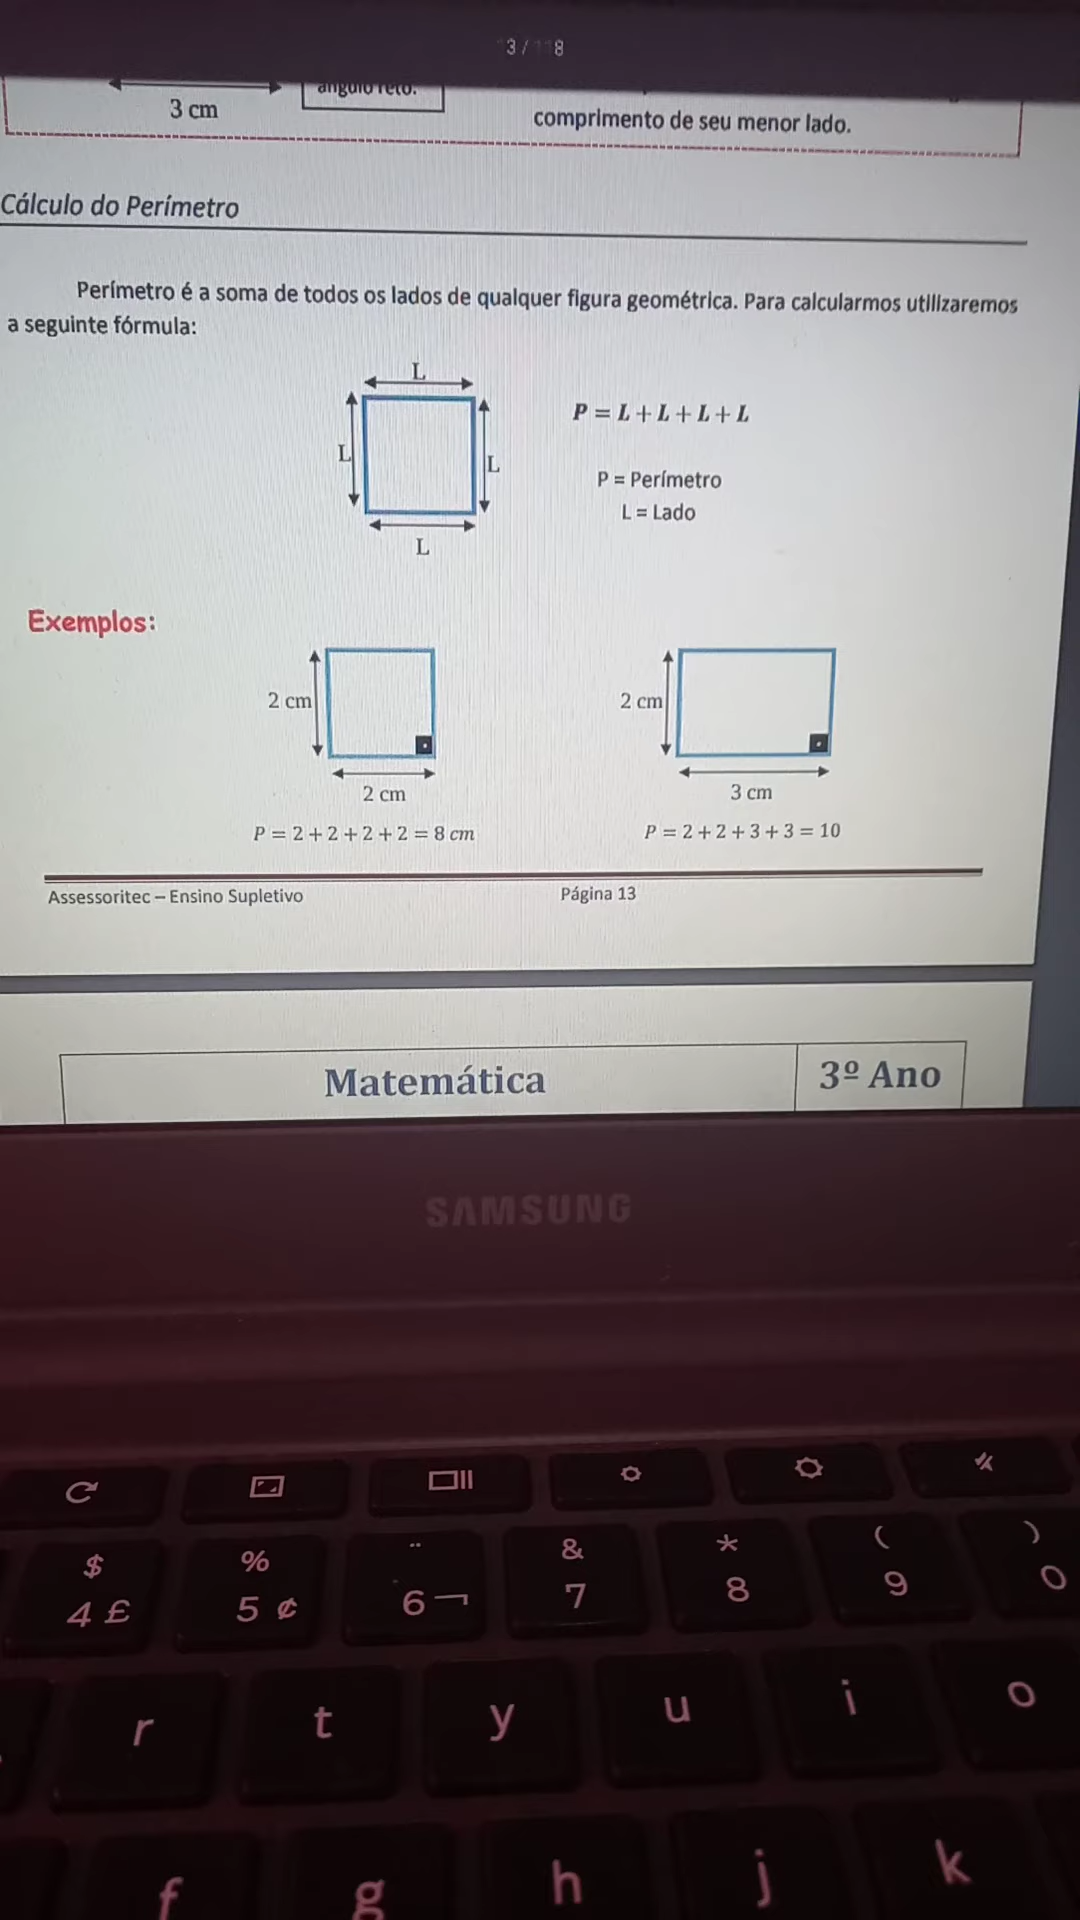 3 / 118
3 cm
ângulo reto.
comprimento de seu menor lado.
Cálculo do Perímetro
Perímetro é a soma de todos os lados de qualquer figura geométrica. Para calcularmos utilizaremos
a seguinte fórmula:
L
L
L
L
P = L + L + L + L
P = Perímetro
L = Lado
Exemplos:
2 cm
2 cm
P = 2 + 2 + 2 + 2 = 8 cm
2 cm
3 cm
P = 2 + 2 + 3 + 3 = 10
Assessoritec – Ensino Supletivo
Página 13
Matemática
3º Ano
SAMSUNG
$ % ¨ & * ( )
4 £ 5 ¢ 6 ¬ 7 8 9 0
r t y u i o
f g h j k